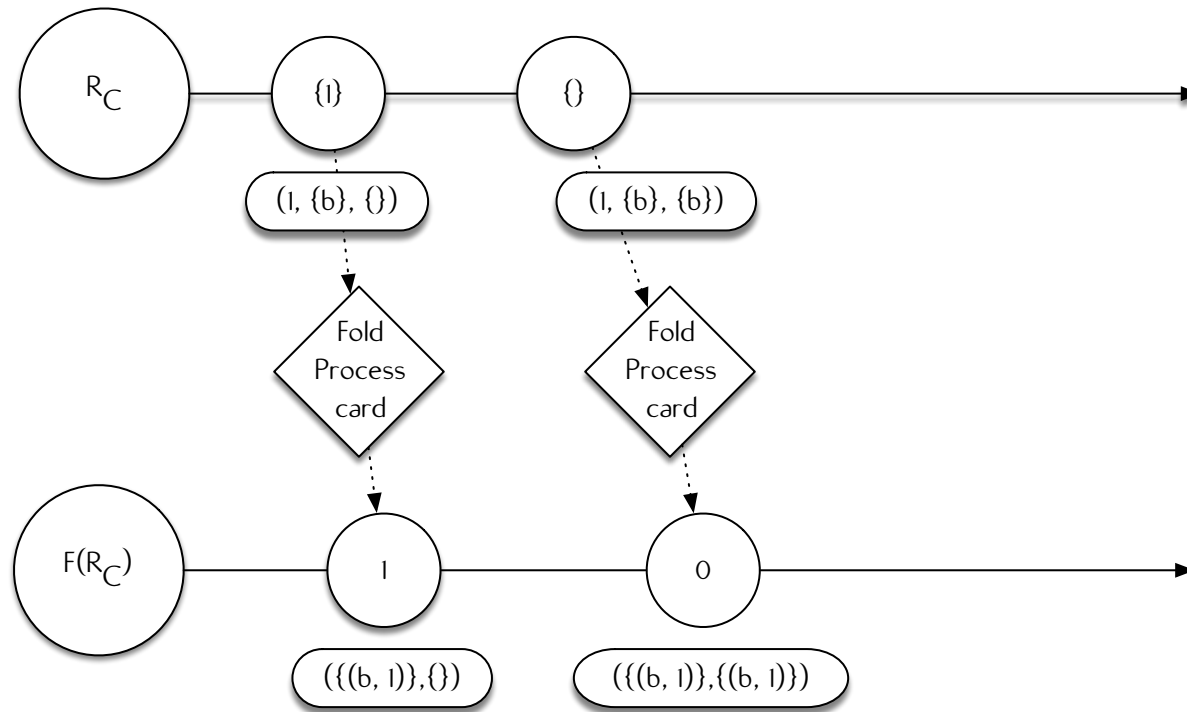 R_C
{1}
{}
(1, {b}, {})
(1, {b}, {b})
Fold
Process
card
Fold
Process
card
F(R_C)
1
0
({(b, 1)},{})
({(b, 1)},{(b, 1)})